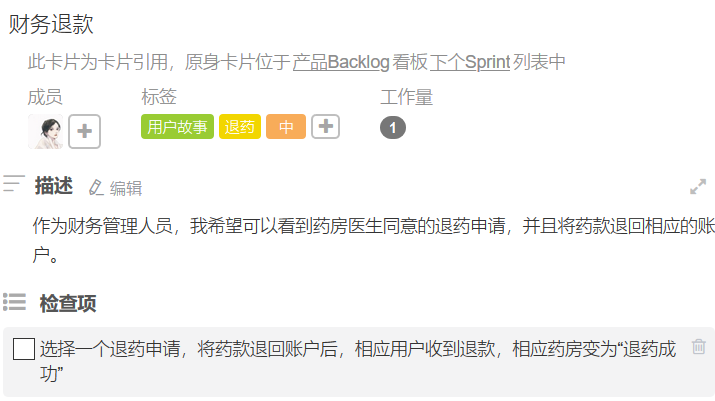 财务退款
此卡片为卡片引用，原身卡片位于产品Backlog看板下个Sprint列表中
成员 标签 工作量
用户故事 退药 中 1
描述 编辑
作为财务管理人员，我希望可以看到药房医生同意的退药申请，并且将药款退回相应的账
户。
检查项
选择一个退药申请，将药款退回账户后，相应用户收到退款，相应药房变为“退药成
功”